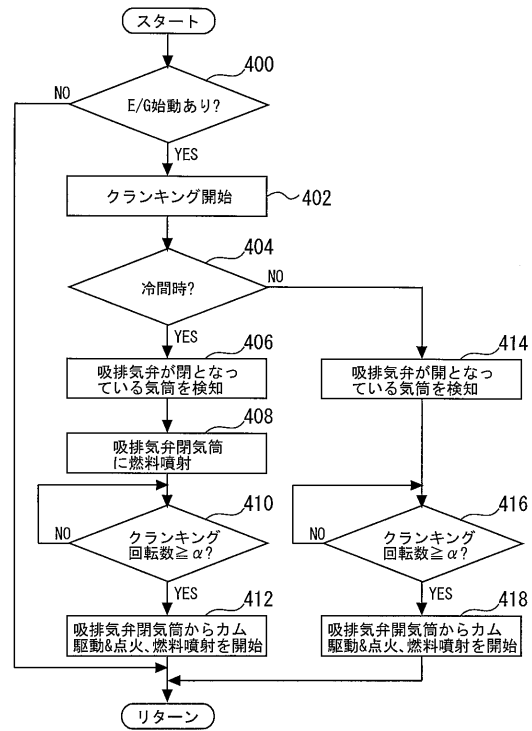 スタート
400
E/G始動あり?
NO
YES
クランキング開始
402
404
冷間時?
NO
YES
406
吸排気弁が閉となっ
ている気筒を検知
414
吸排気弁が開となっ
ている気筒を検知
408
吸排気弁閉気筒
に燃料噴射
410
クランキング
回転数≧α?
NO
YES
416
クランキング
回転数≧α?
NO
YES
412
吸排気弁閉気筒からカム
駆動&点火、燃料噴射を開始
418
吸排気弁開気筒からカム
駆動&点火、燃料噴射を開始
リターン